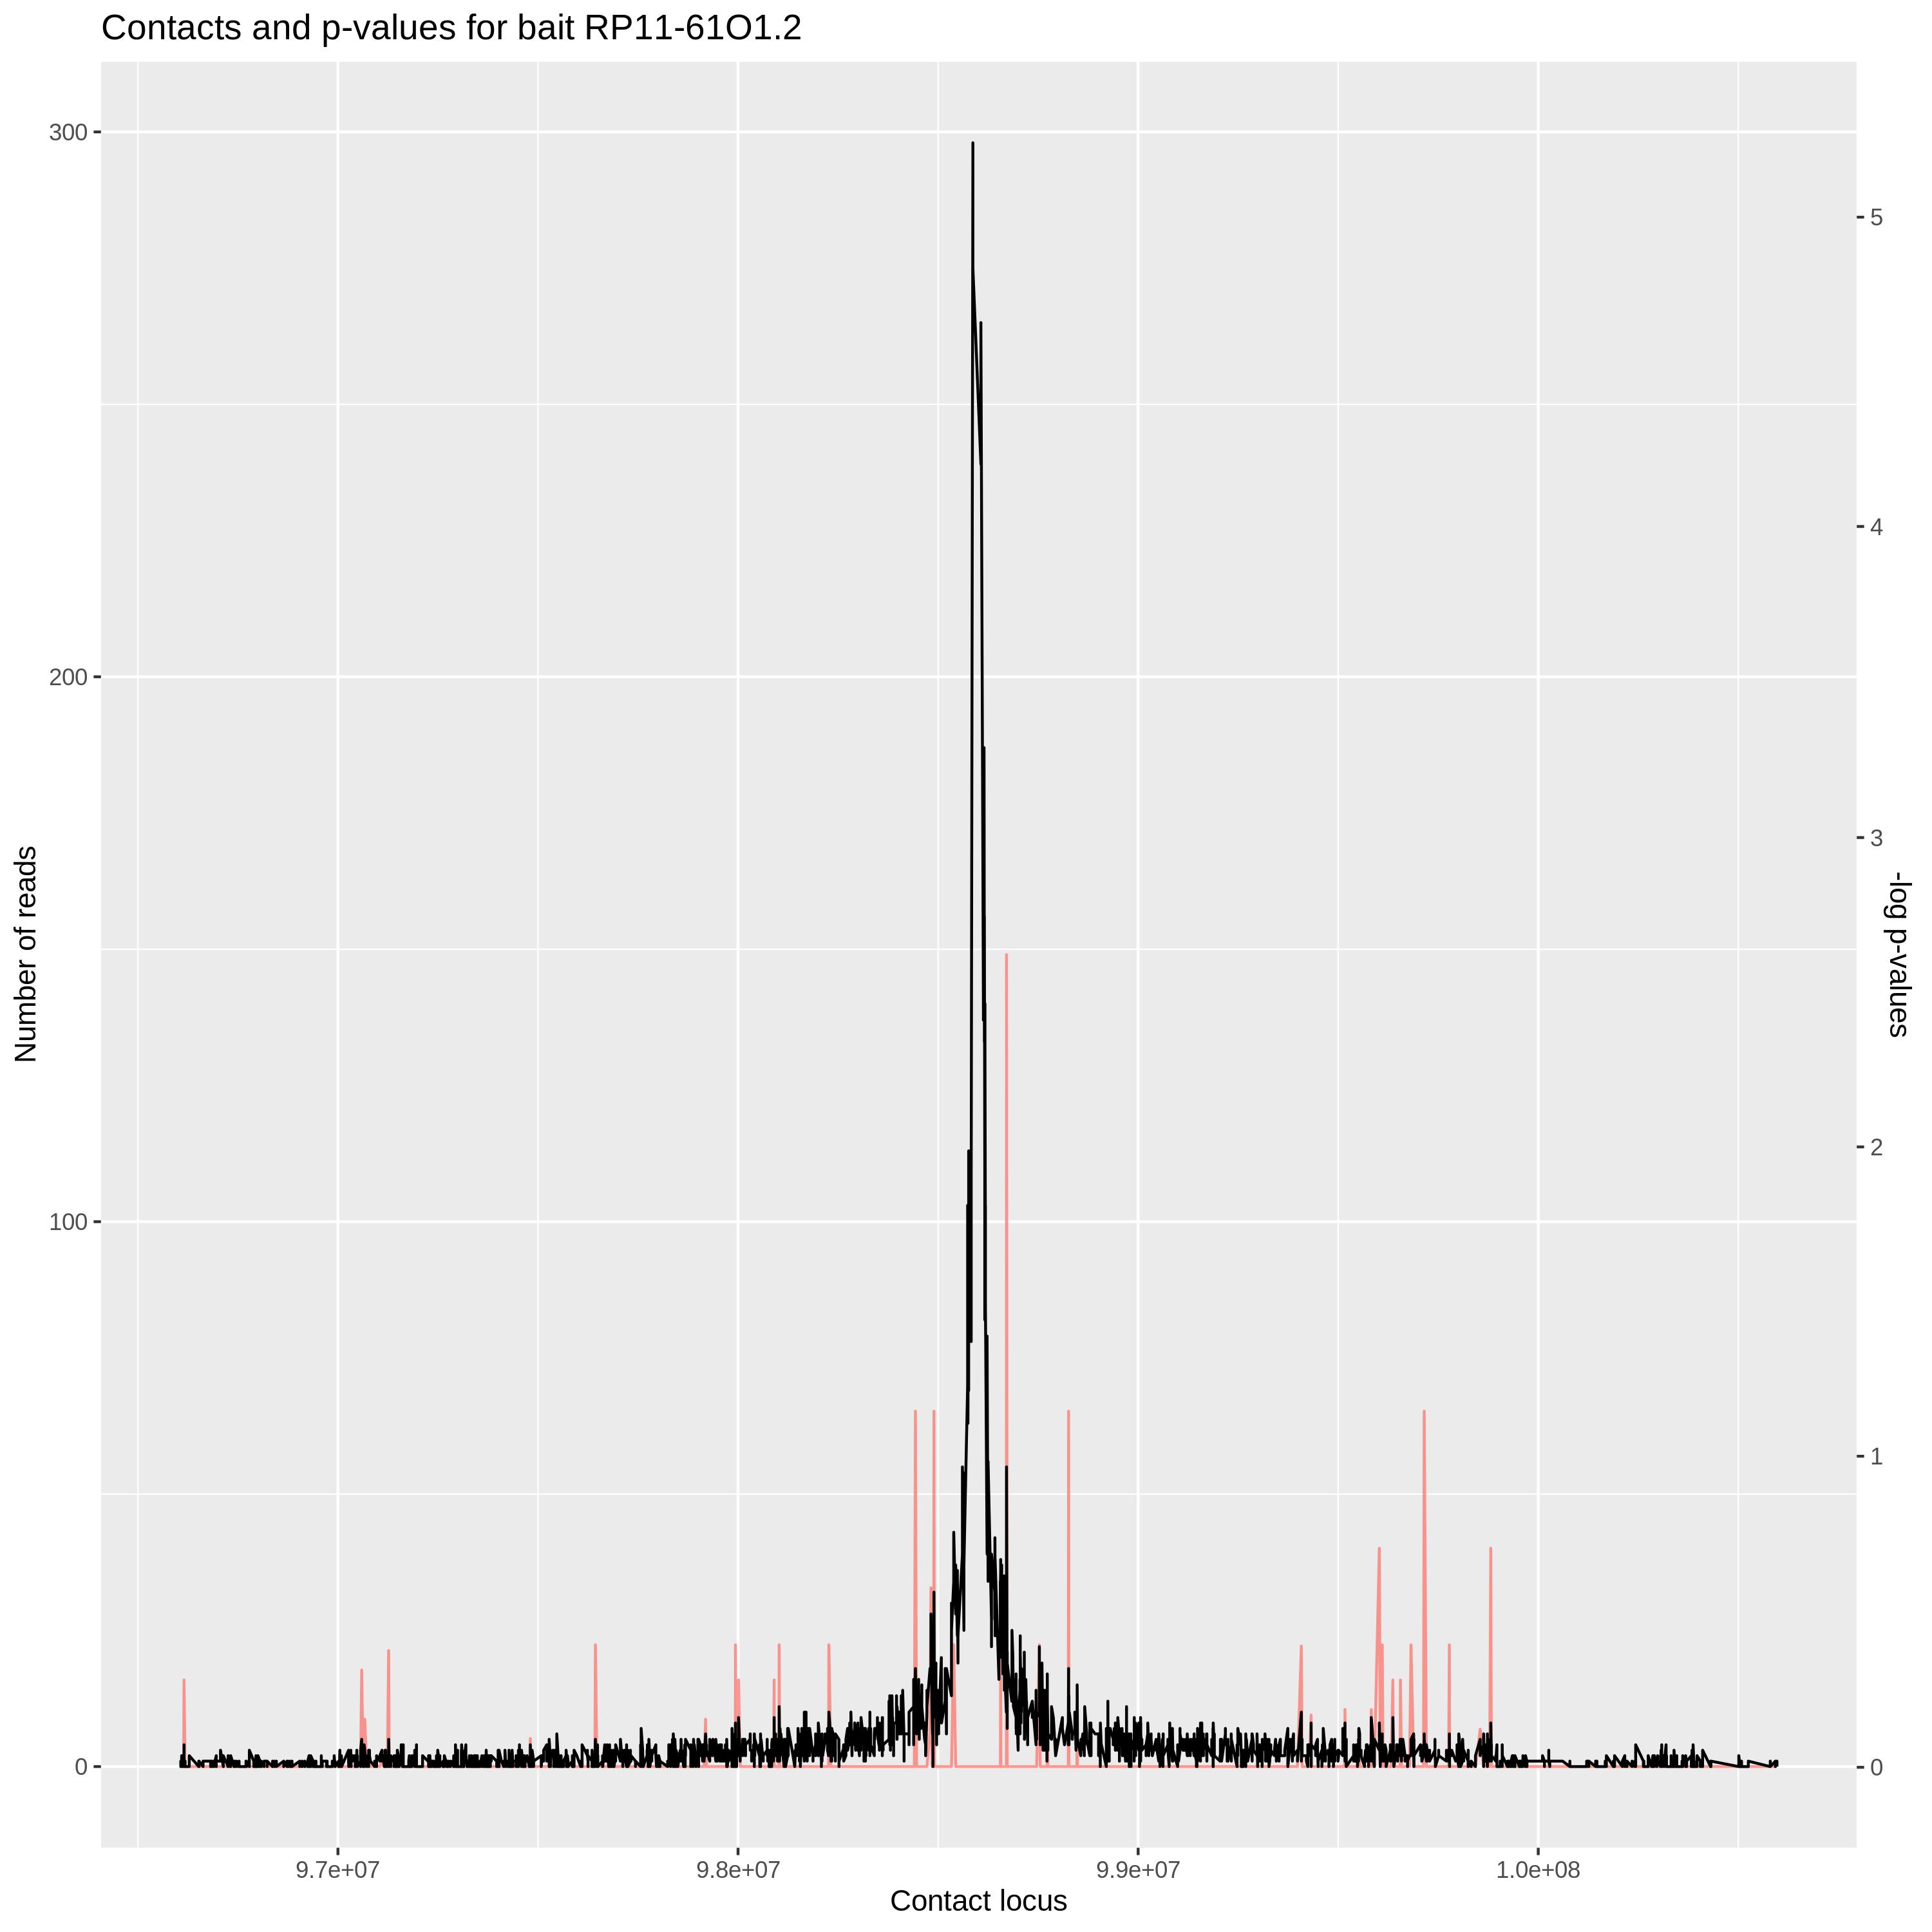 Contacts and p-values for bait RP11-61O1.2
300
200
100
0
Number of reads
5
4
3
2
1
0
-log p-values
9.7e+07 9.8e+07 9.9e+07 1.0e+08
Contact locus